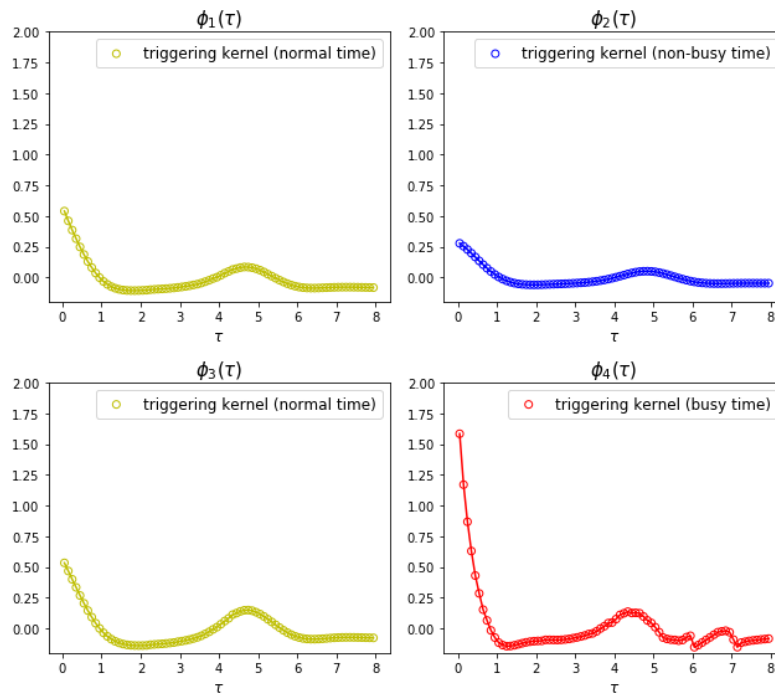 ϕ₁(τ)
triggering kernel (normal time)
2.00
1.75
1.50
1.25
1.00
0.75
0.50
0.25
0.00
0 1 2 3 4 5 6 7 8
τ
ϕ₂(τ)
triggering kernel (non-busy time)
2.00
1.75
1.50
1.25
1.00
0.75
0.50
0.25
0.00
0 1 2 3 4 5 6 7 8
τ
ϕ₃(τ)
triggering kernel (normal time)
2.00
1.75
1.50
1.25
1.00
0.75
0.50
0.25
0.00
0 1 2 3 4 5 6 7 8
τ
ϕ₄(τ)
triggering kernel (busy time)
2.00
1.75
1.50
1.25
1.00
0.75
0.50
0.25
0.00
0 1 2 3 4 5 6 7 8
τ